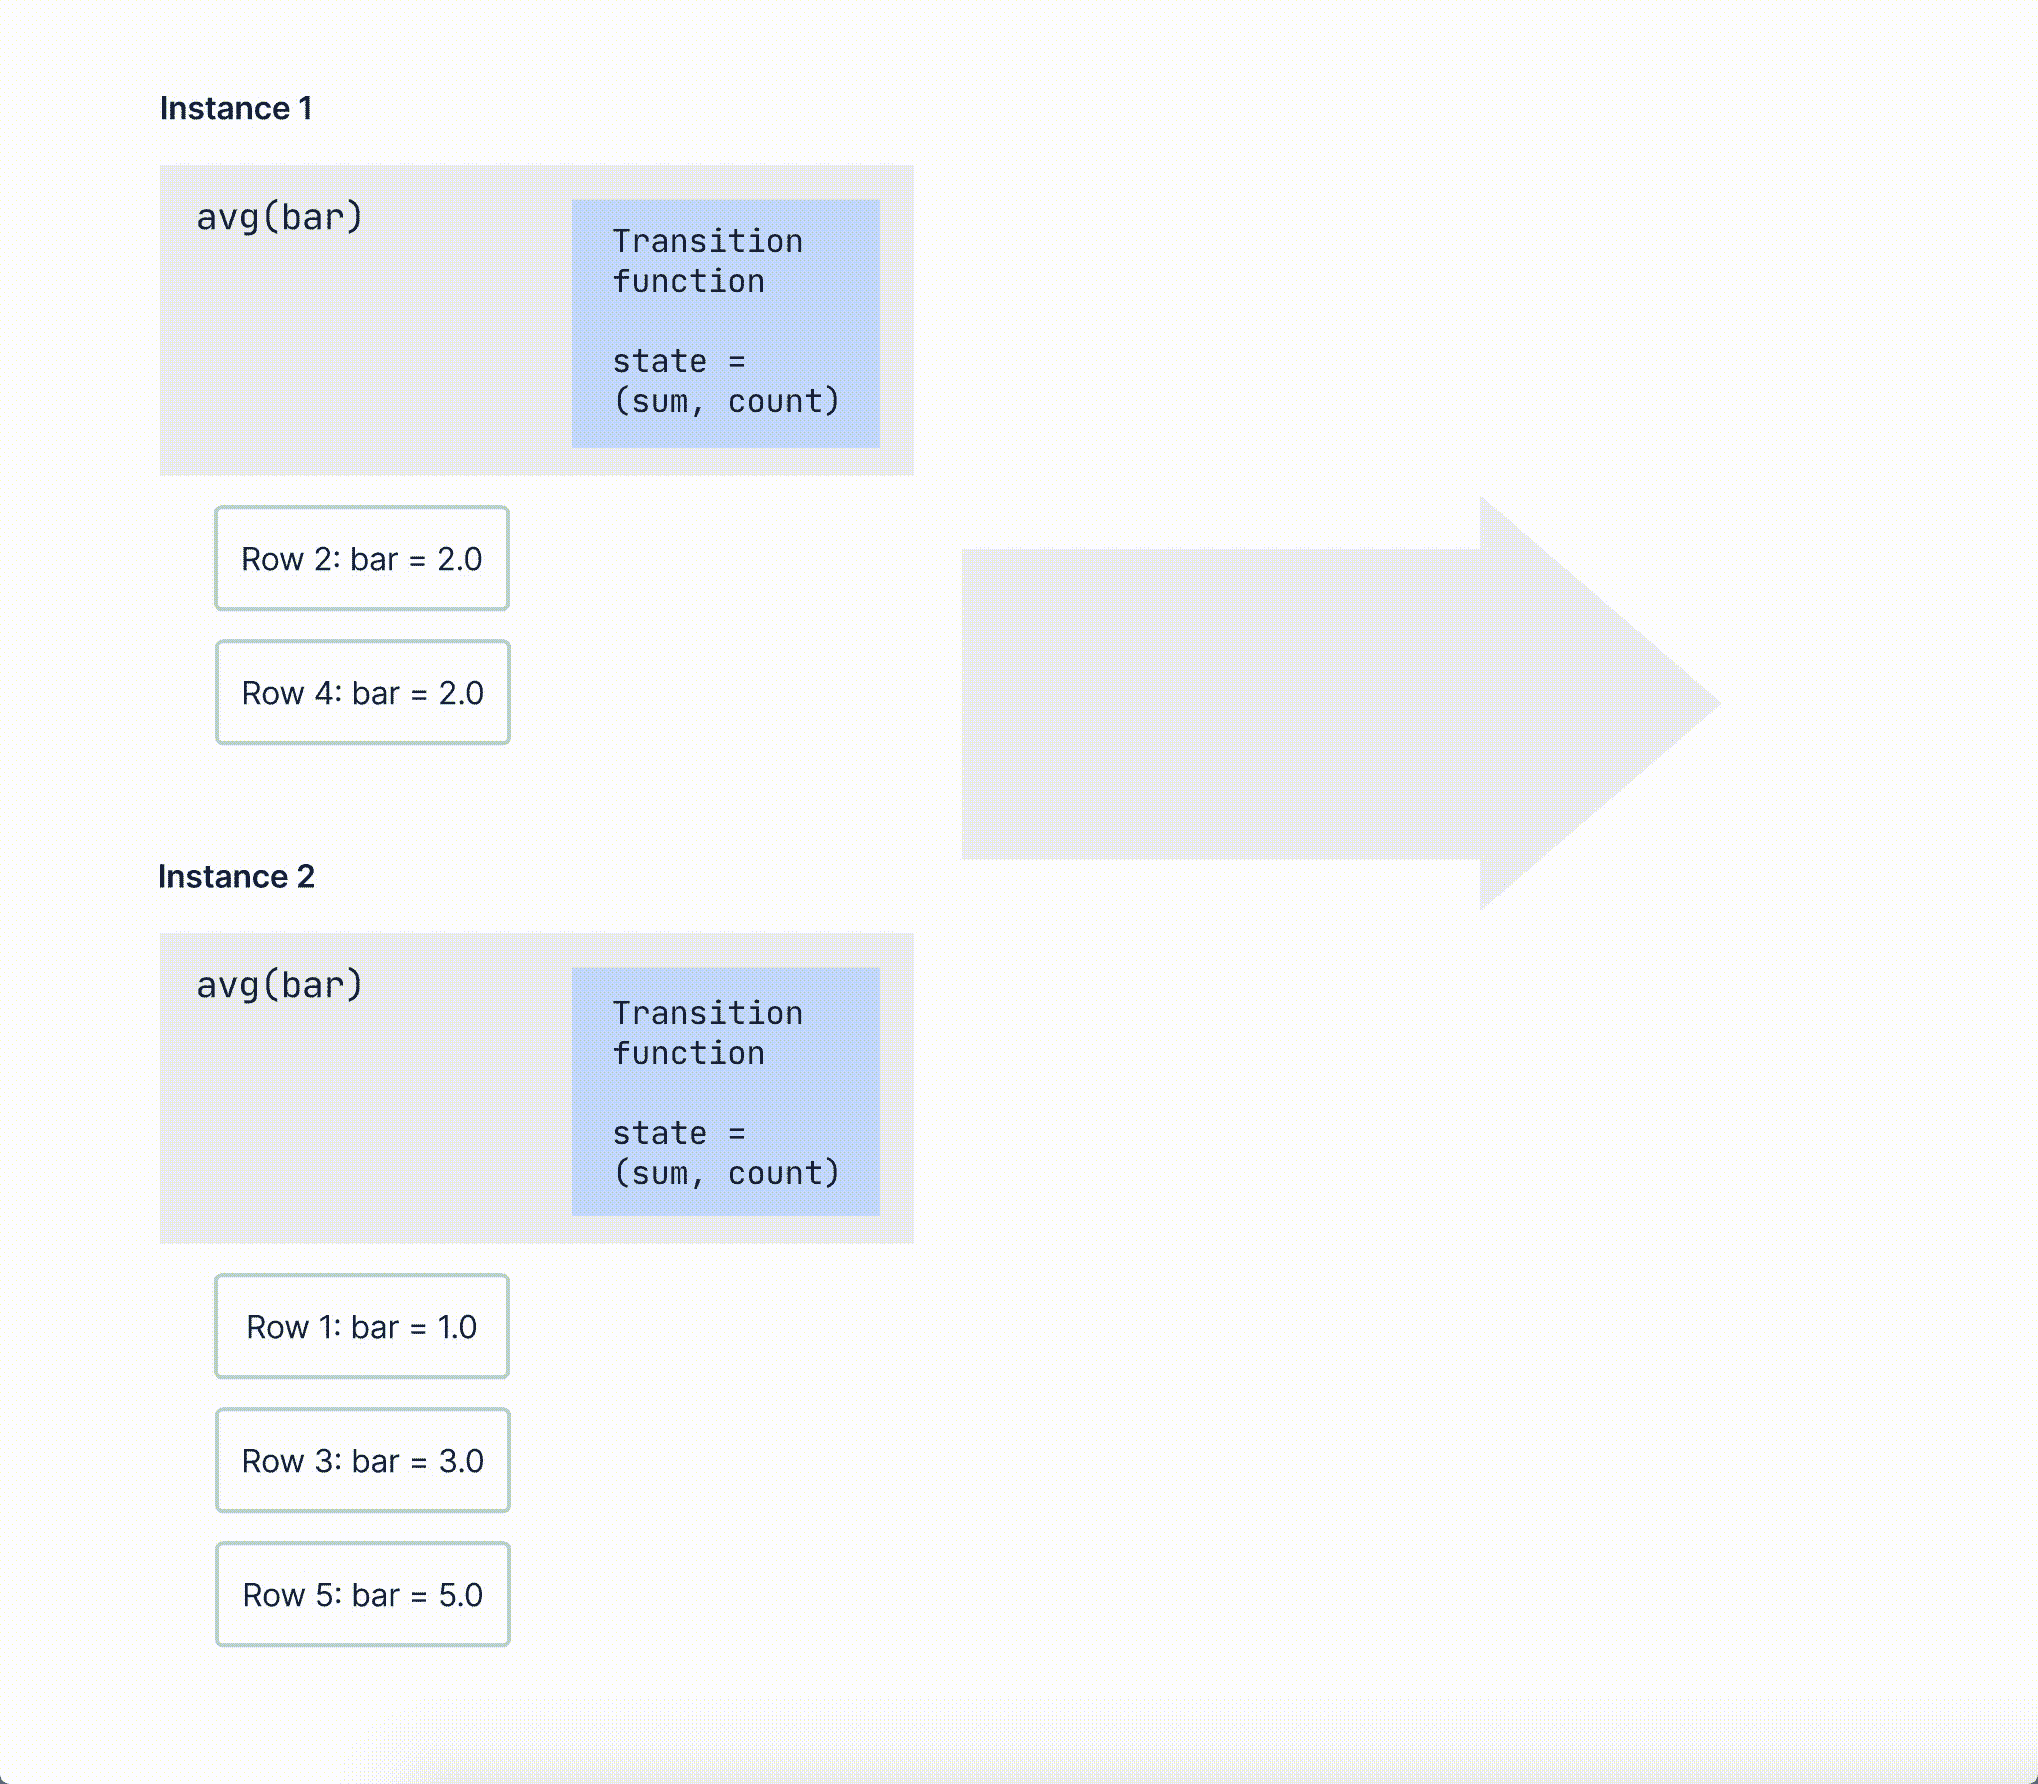 Instance 1
avg(bar)
Transition
function
state =
(sum, count)
Row 2: bar = 2.0
Row 4: bar = 2.0
Instance 2
avg(bar)
Transition
function
state =
(sum, count)
Row 1: bar = 1.0
Row 3: bar = 3.0
Row 5: bar = 5.0